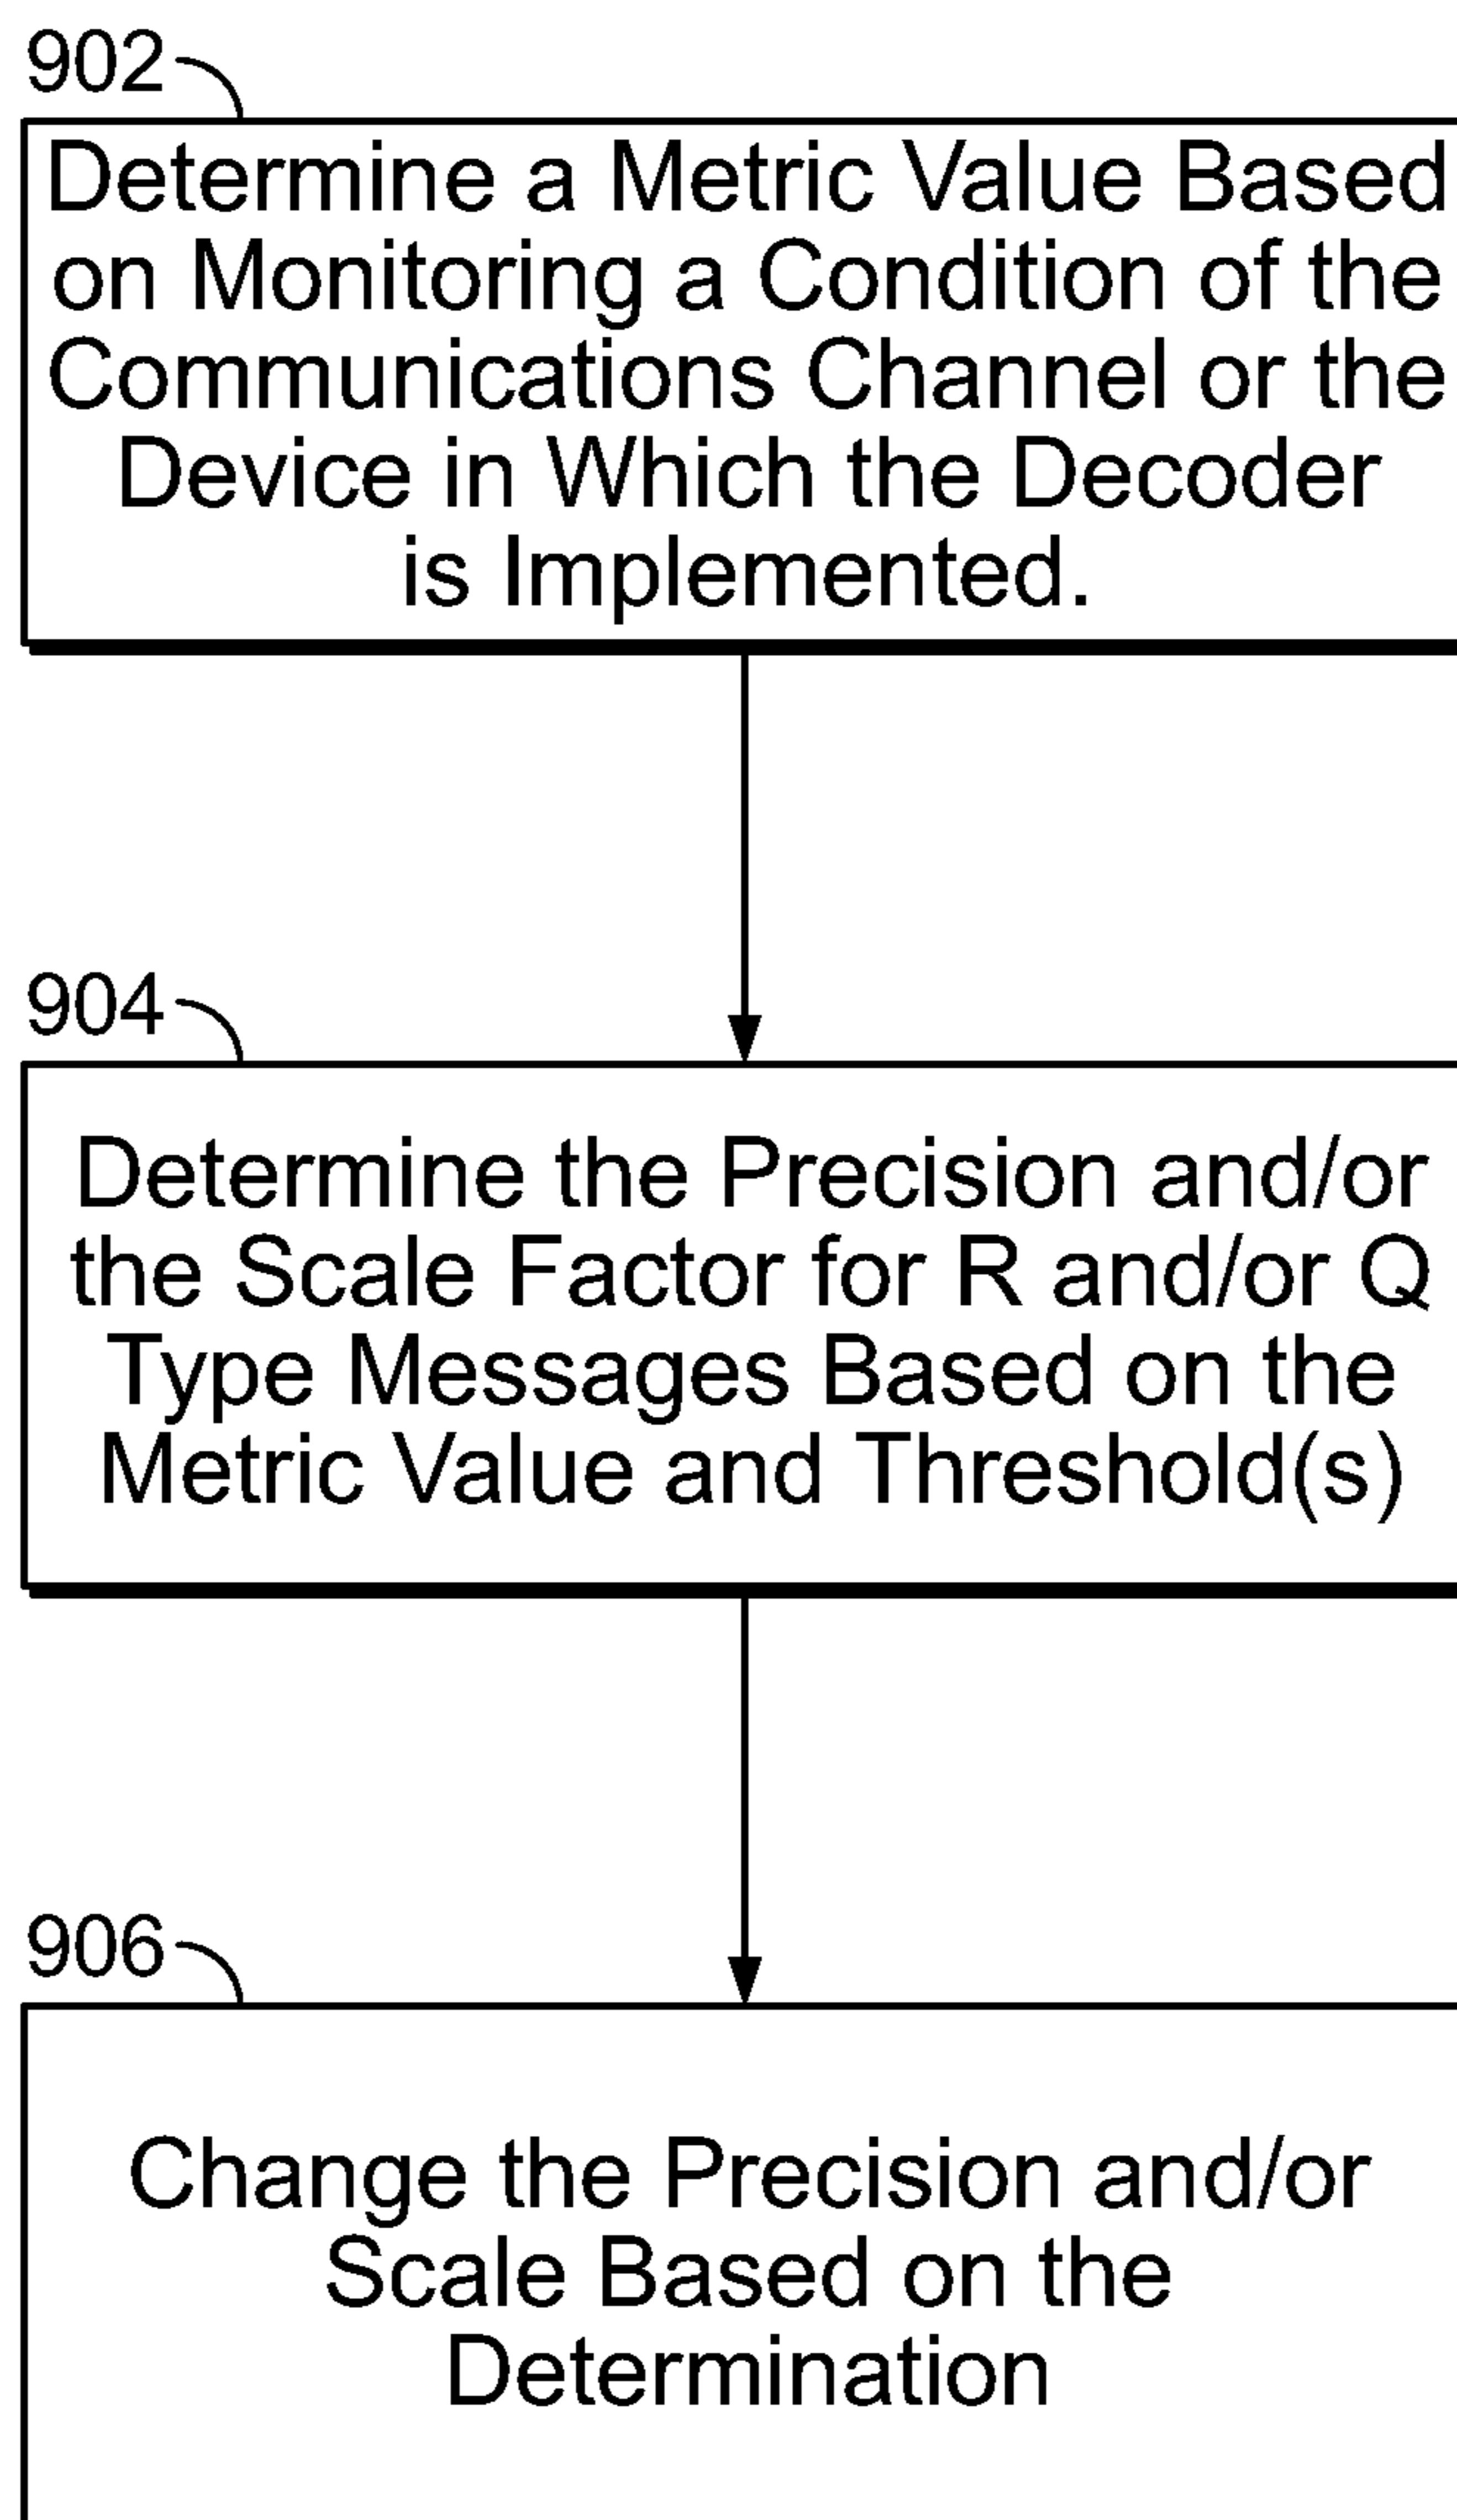 902
Determine a Metric Value Based
on Monitoring a Condition of the
Communications Channel or the
Device in Which the Decoder
is Implemented.
904
Determine the Precision and/or
the Scale Factor for R and/or Q
Type Messages Based on the
Metric Value and Threshold(s)
906
Change the Precision and/or
Scale Based on the
Determination